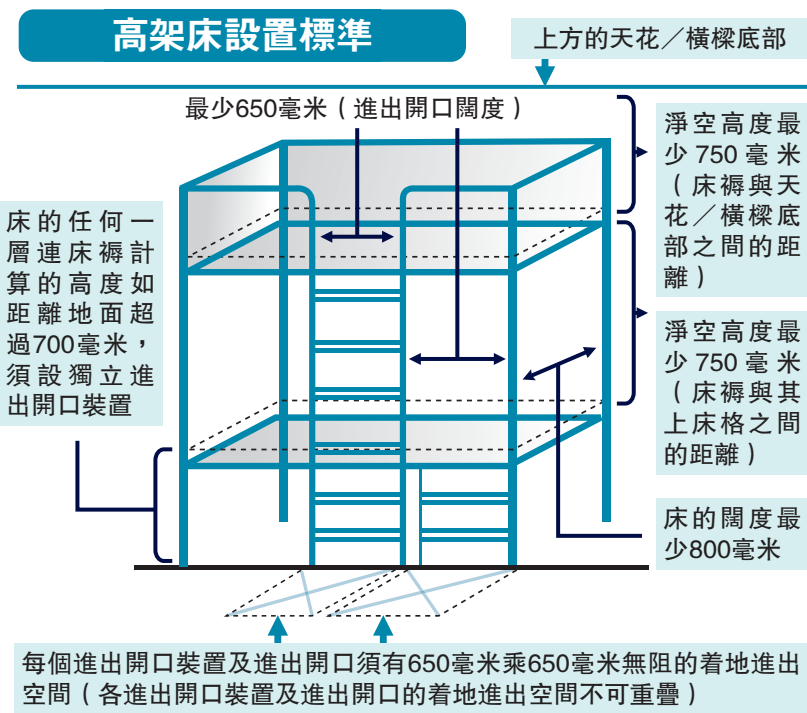 高架床設置標準
上方的天花／橫樑底部
最少650毫米（進出開口闊度）
淨空高度最
少750毫米
（床褥與天
花／橫樑底
部之間的距
離）
床的任何一
層連床褥計
算的高度如
距離地面超
過700毫米，
須設獨立進
出開口裝置
淨空高度最
少750毫米
（床褥與其
上床格之間
的距離）
床的闊度最
少800毫米
每個進出開口裝置及進出開口須有650毫米乘650毫米無阻的着地進出
空間（各進出開口裝置及進出開口的着地進出空間不可重疊）